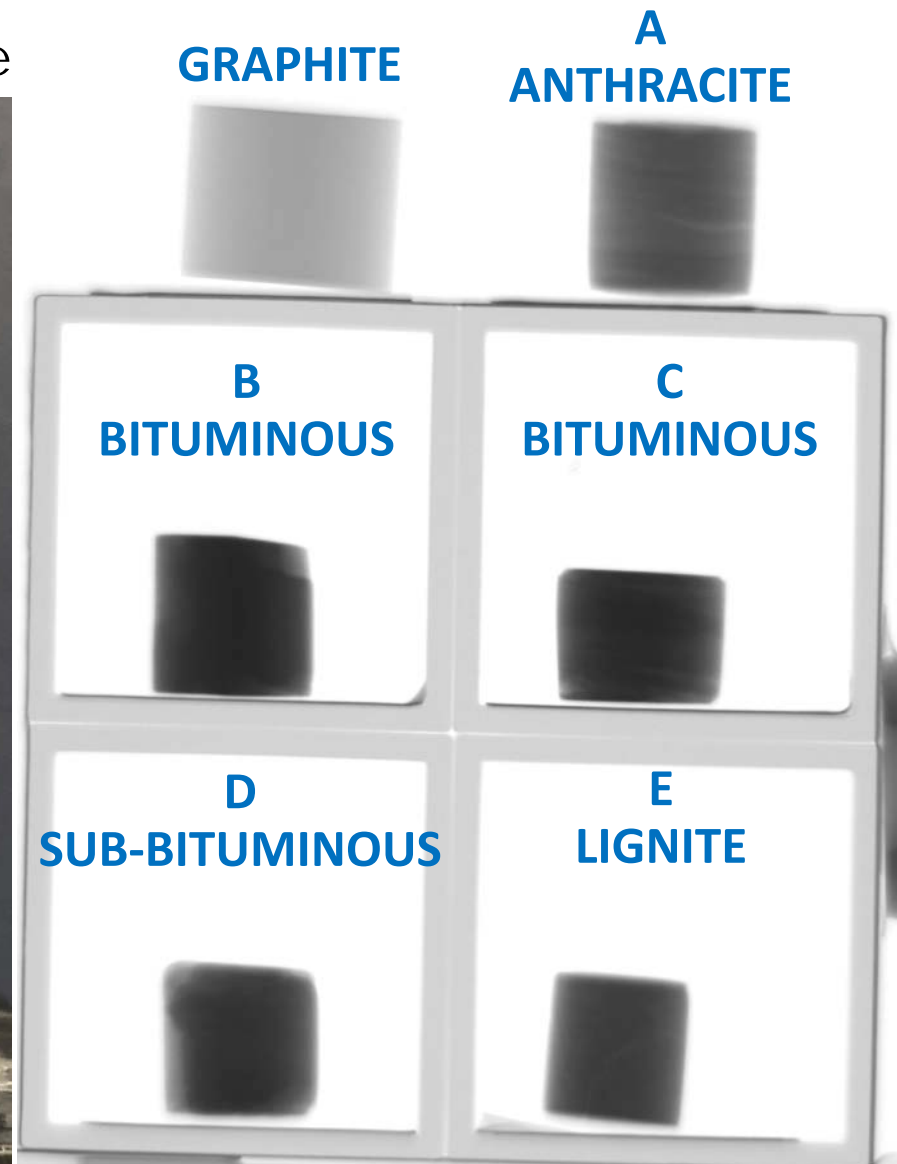 e
GRAPHITE
A
ANTHRACITE
B
BITUMINOUS
C
BITUMINOUS
D
SUB-BITUMINOUS
E
LIGNITE